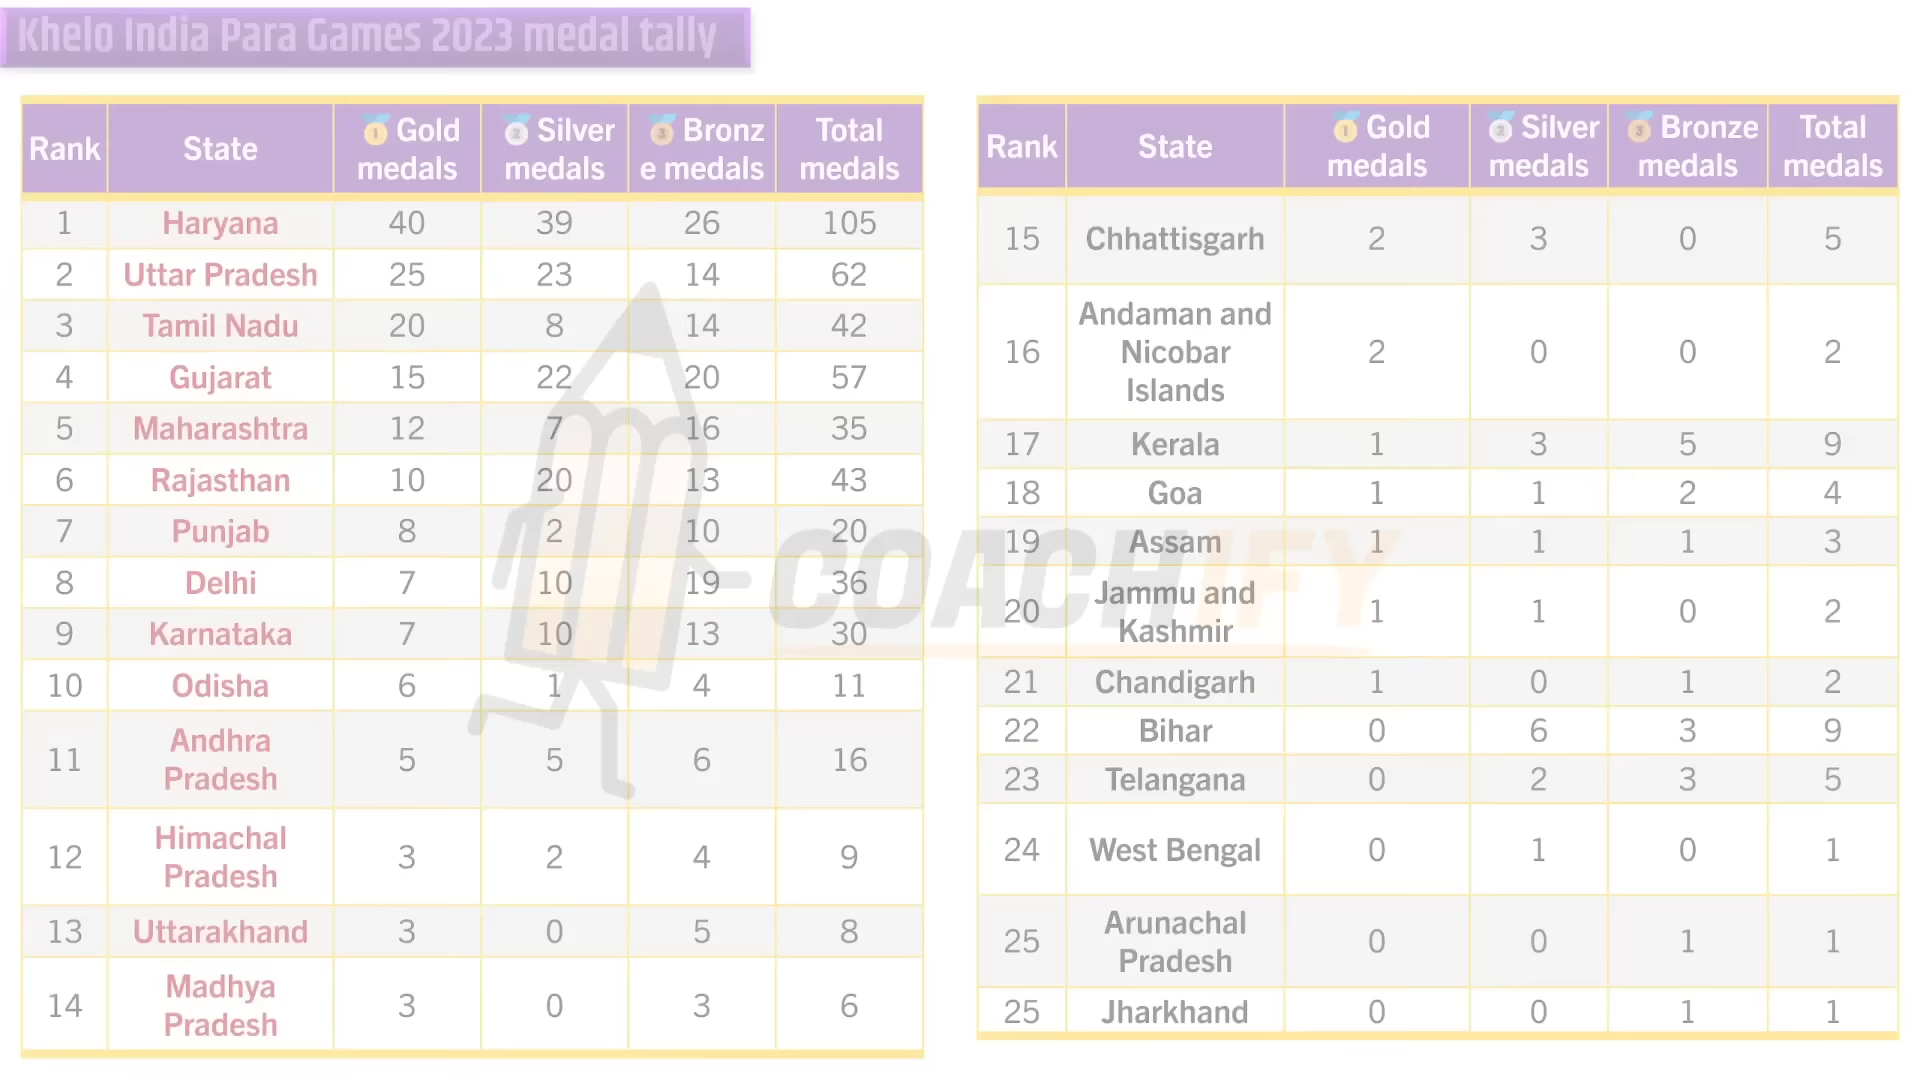 Khelo India Para Games 2023 medal tally
Rank State 1 Gold medals 2 Silver medals 3 Bronz e medals Total medals
1 Haryana 40 39 26 105
2 Uttar Pradesh 25 23 14 62
3 Tamil Nadu 20 8 14 42
4 Gujarat 15 22 20 57
5 Maharashtra 12 7 16 35
6 Rajasthan 10 20 13 43
7 Punjab 8 2 10 20
8 Delhi 7 10 19 36
9 Karnataka 7 10 13 30
10 Odisha 6 1 4 11
11 Andhra Pradesh 5 5 6 16
12 Himachal Pradesh 3 2 4 9
13 Uttarakhand 3 0 5 8
14 Madhya Pradesh 3 0 3 6
Rank State 1 Gold medals 2 Silver medals 3 Bronze medals Total medals
15 Chhattisgarh 2 3 0 5
16 Andaman and Nicobar Islands 2 0 0 2
17 Kerala 1 3 5 9
18 Goa 1 1 2 4
19 Assam 1 1 1 3
20 Jammu and Kashmir 1 1 0 2
21 Chandigarh 1 0 1 2
22 Bihar 0 6 3 9
23 Telangana 0 2 3 5
24 West Bengal 0 1 0 1
25 Arunachal Pradesh 0 0 1 1
25 Jharkhand 0 0 1 1
COACHIFY